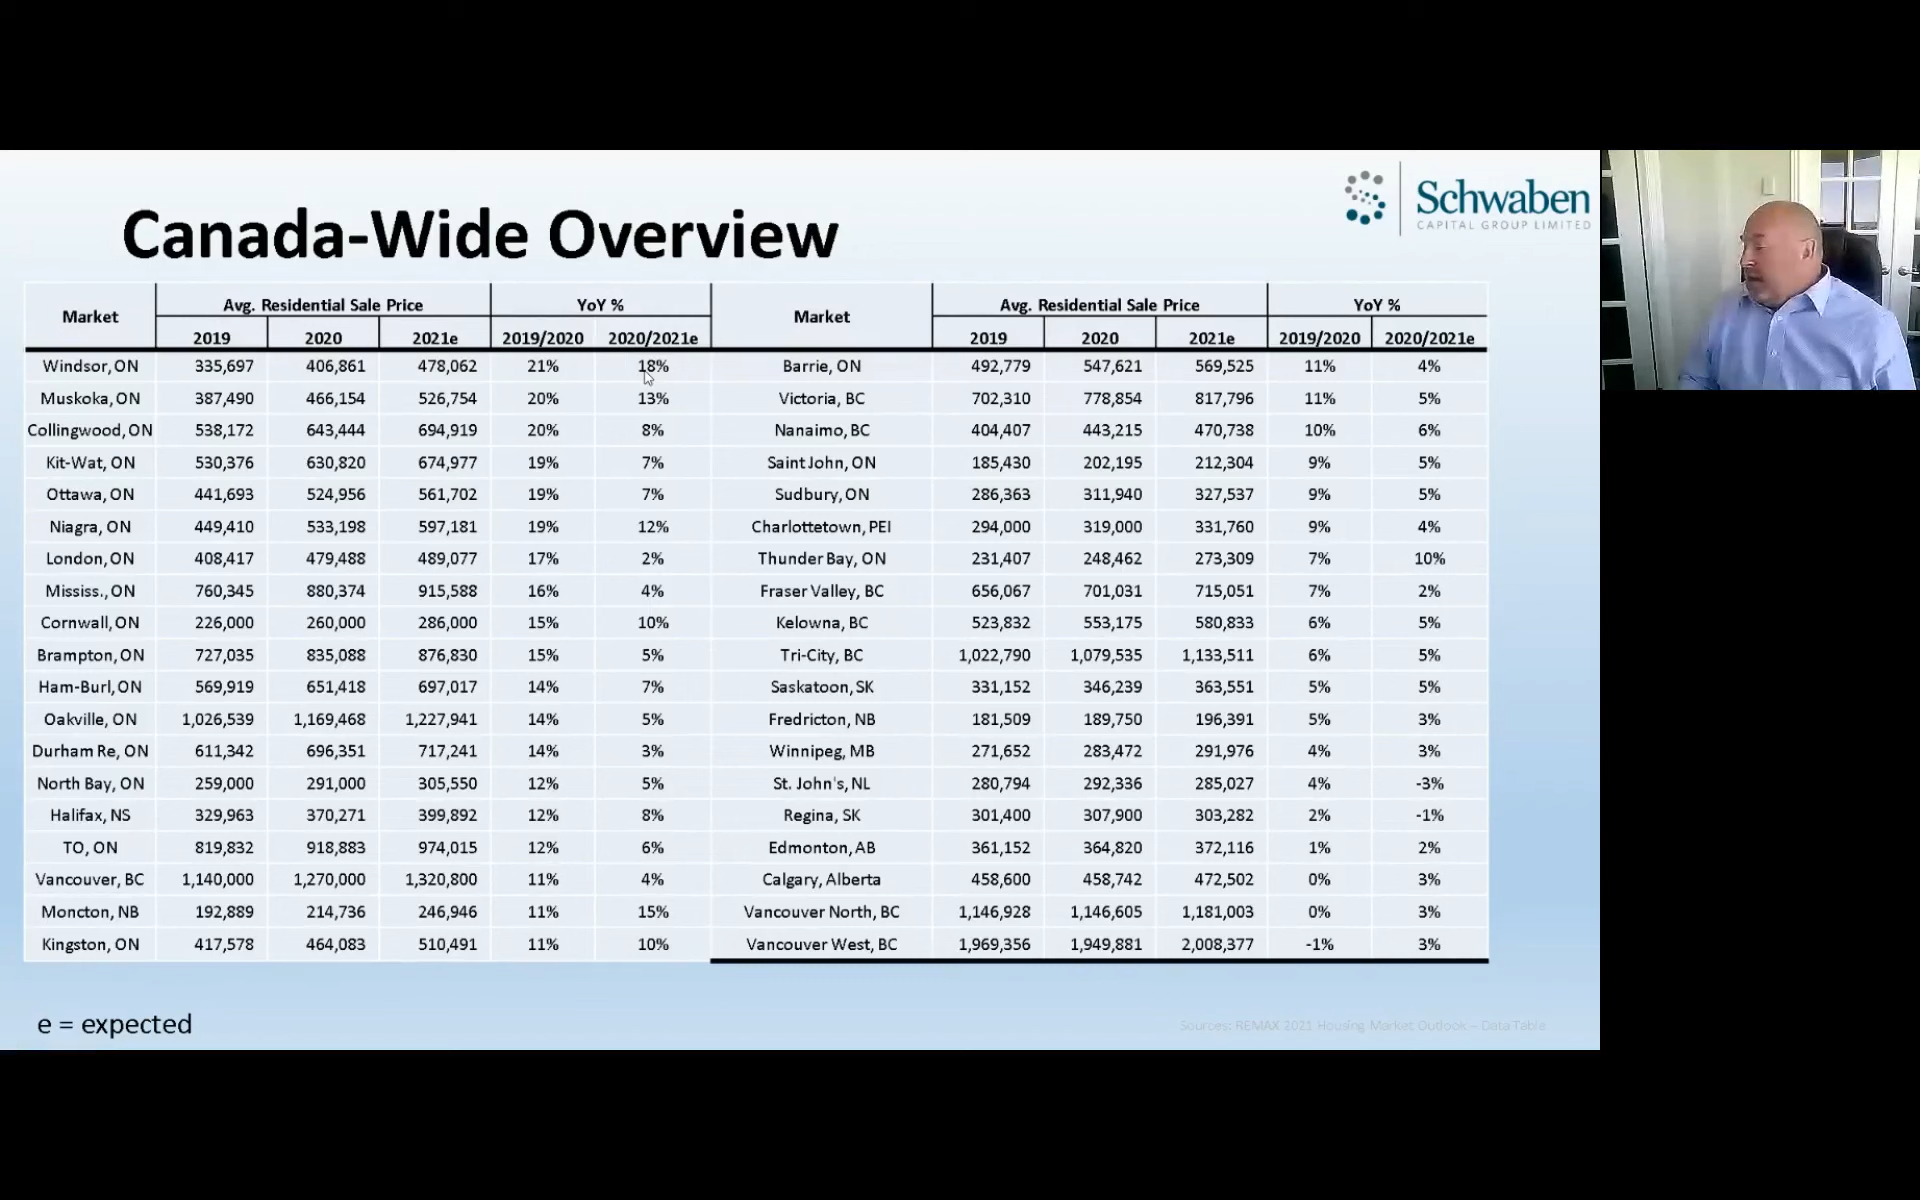 Schwaben
CAPITAL GROUP LIMITED
Canada-Wide Overview
Market Avg. Residential Sale Price YoY % Market Avg. Residential Sale Price YoY %
2019 2020 2021e 2019/2020 2020/2021e 2019 2020 2021e 2019/2020 2020/2021e
Windsor, ON 335,697 406,861 478,062 21% 18% Barrie, ON 492,779 547,621 569,525 11% 4%
Muskoka, ON 387,490 466,154 526,754 20% 13% Victoria, BC 702,310 778,854 817,796 11% 5%
Collingwood, ON 538,172 643,444 694,919 20% 8% Nanaimo, BC 404,407 443,215 470,738 10% 6%
Kit-Wat, ON 530,376 630,820 674,977 19% 7% Saint John, ON 185,430 202,195 212,304 9% 5%
Ottawa, ON 441,693 524,956 561,702 19% 7% Sudbury, ON 286,363 311,940 327,537 9% 5%
Niagra, ON 449,410 533,198 597,181 19% 12% Charlottetown, PEI 294,000 319,000 331,760 9% 4%
London, ON 408,417 479,488 489,077 17% 2% Thunder Bay, ON 231,407 248,462 273,309 7% 10%
Mississ., ON 760,345 880,374 915,588 16% 4% Fraser Valley, BC 656,067 701,031 715,051 7% 2%
Cornwall, ON 226,000 260,000 286,000 15% 10% Kelowna, BC 523,832 553,175 580,833 6% 5%
Brampton, ON 727,035 835,088 876,830 15% 5% Tri-City, BC 1,022,790 1,079,535 1,133,511 6% 5%
Ham-Burl, ON 569,919 651,418 697,017 14% 7% Saskatoon, SK 331,152 346,239 363,551 5% 5%
Oakville, ON 1,026,539 1,169,468 1,227,941 14% 5% Fredricton, NB 181,509 189,750 196,391 5% 3%
Durham Re, ON 611,342 696,351 717,241 14% 3% Winnipeg, MB 271,652 283,472 291,976 4% 3%
North Bay, ON 259,000 291,000 305,550 12% 5% St. John's, NL 280,794 292,336 285,027 4% -3%
Halifax, NS 329,963 370,271 399,892 12% 8% Regina, SK 301,400 307,900 303,282 2% -1%
TO, ON 819,832 918,883 974,015 12% 6% Edmonton, AB 361,152 364,820 372,116 1% 2%
Vancouver, BC 1,140,000 1,270,000 1,320,800 11% 4% Calgary, Alberta 458,600 458,742 472,502 0% 3%
Moncton, NB 192,889 214,736 246,946 11% 15% Vancouver North, BC 1,146,928 1,146,605 1,181,003 0% 3%
Kingston, ON 417,578 464,083 510,491 11% 10% Vancouver West, BC 1,969,356 1,949,881 2,008,377 -1% 3%
e = expected
Sources: REMAX 2021 Housing Market Outlook – Data Table